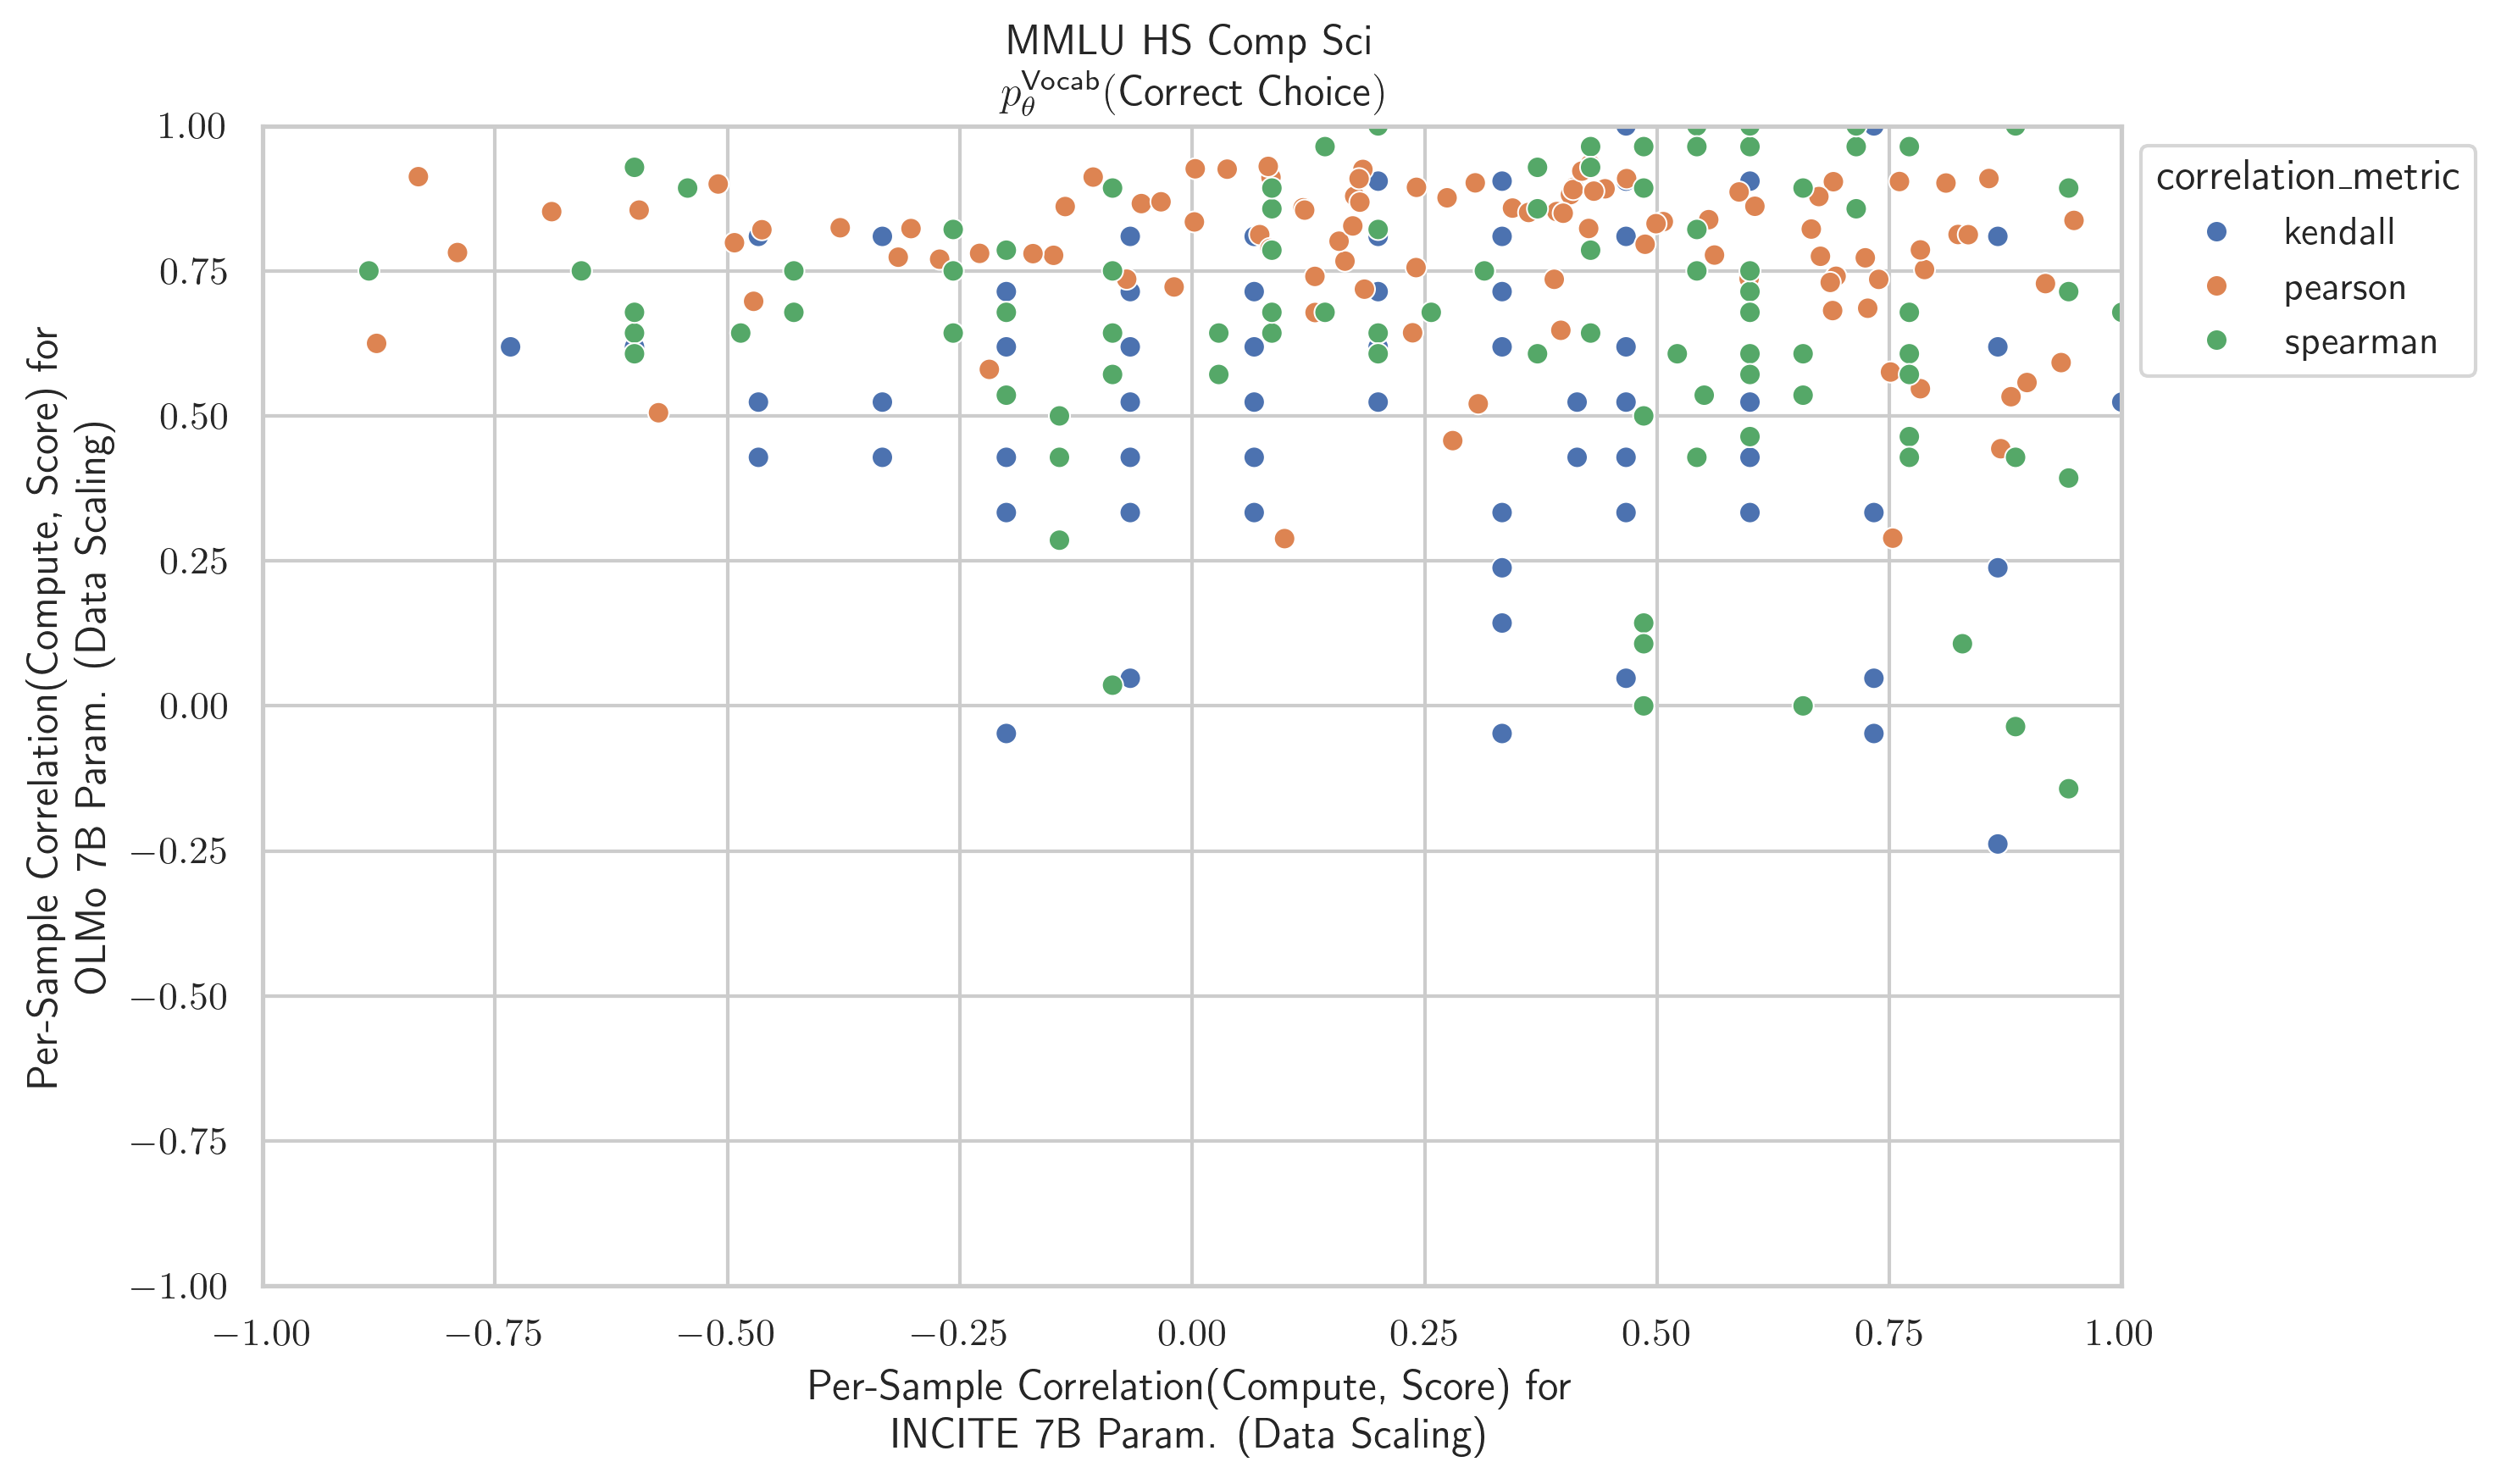 MMLU HS Comp Sci
p_θ^Vocab(Correct Choice)
1.00
0.75
0.50
0.25
0.00
−0.25
−0.50
−0.75
−1.00
Per-Sample Correlation(Compute, Score) for
OLMo 7B Param. (Data Scaling)
correlation_metric
kendall
pearson
spearman
−1.00
−0.75
−0.50
−0.25
0.00
0.25
0.50
0.75
1.00
Per-Sample Correlation(Compute, Score) for
INCITE 7B Param. (Data Scaling)